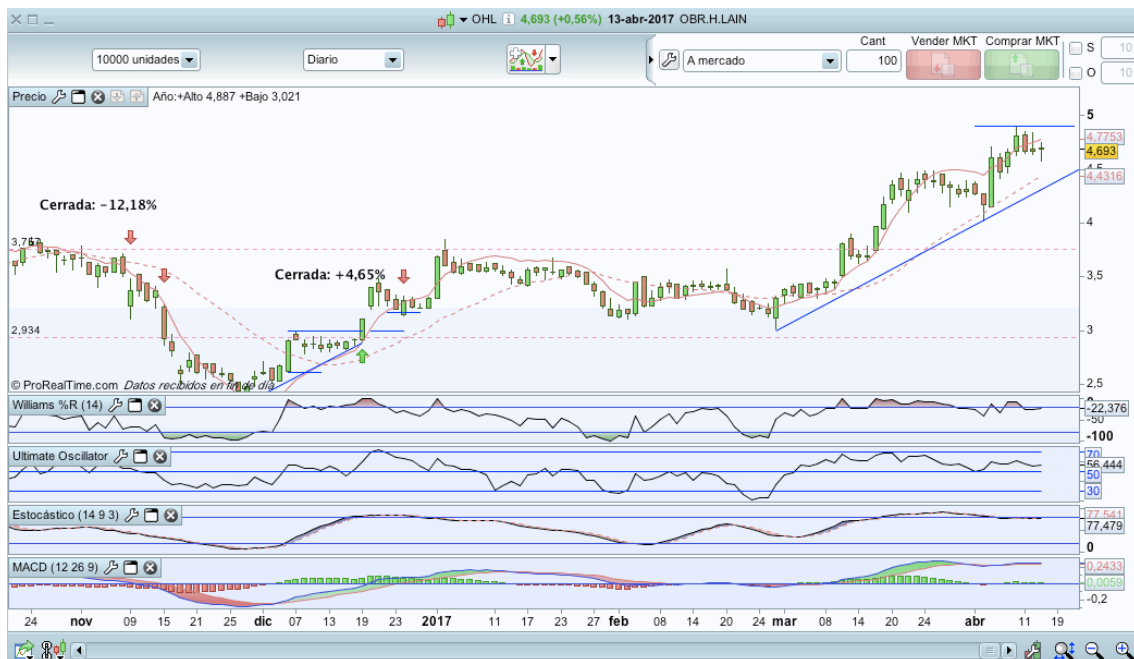 OHL 4,693 (+0,56%) 13-abr-2017 OBR.H.LAIN
10000 unidades
Diario
A mercado
Cant
100
Vender MKT
Comprar MKT
S 10
O 10
Precio Año:+Alto 4,887 +Bajo 3,021
5
4,7753
4,693
4,4316
4
3,5
3
2,5
Cerrada: -12,18%
Cerrada: +4,65%
2,934
© ProRealTime.com Datos recibidos en fin de día
Williams %R (14)
-22,376
-50
-100
Ultimate Oscillator
70
56,444
50
30
Estocástico (14 9 3)
77,541
77,479
0
MACD (12 26 9)
0,2433
0,0059
-0,2
24 nov 09 15 21 25 dic 07 13 19 23 2017 11 17 23 27 feb 08 14 20 24 mar 08 14 20 24 abr 11 19